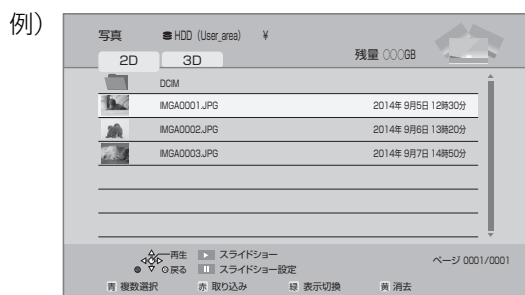 例)
写真 HDD (User_area) ¥
残量 ○○○GB
2D 3D
DCIM
IMGA0001.JPG 2014年 9月5日 12時30分
IMGA0002.JPG 2014年 9月6日 13時20分
IMGA0003.JPG 2014年 9月7日 14時50分
再生 スライドショー
戻る スライドショー設定
ページ 0001/0001
青 複数選択 赤 取り込み 緑 表示切換 黄 消去